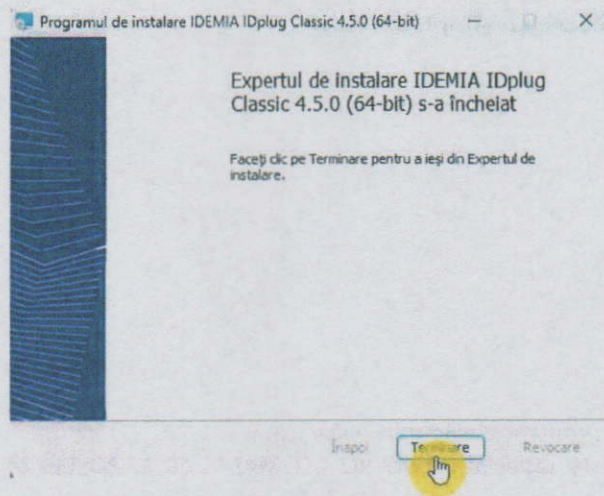 Programul de instalare IDEMIA IDplug Classic 4.5.0 (64-bit)
Expertul de instalare IDEMIA IDplug
Classic 4.5.0 (64-bit) s-a încheiat
Faceți clic pe Terminare pentru a ieși din Expertul de
instalare.
Înapoi Terminare Revocare